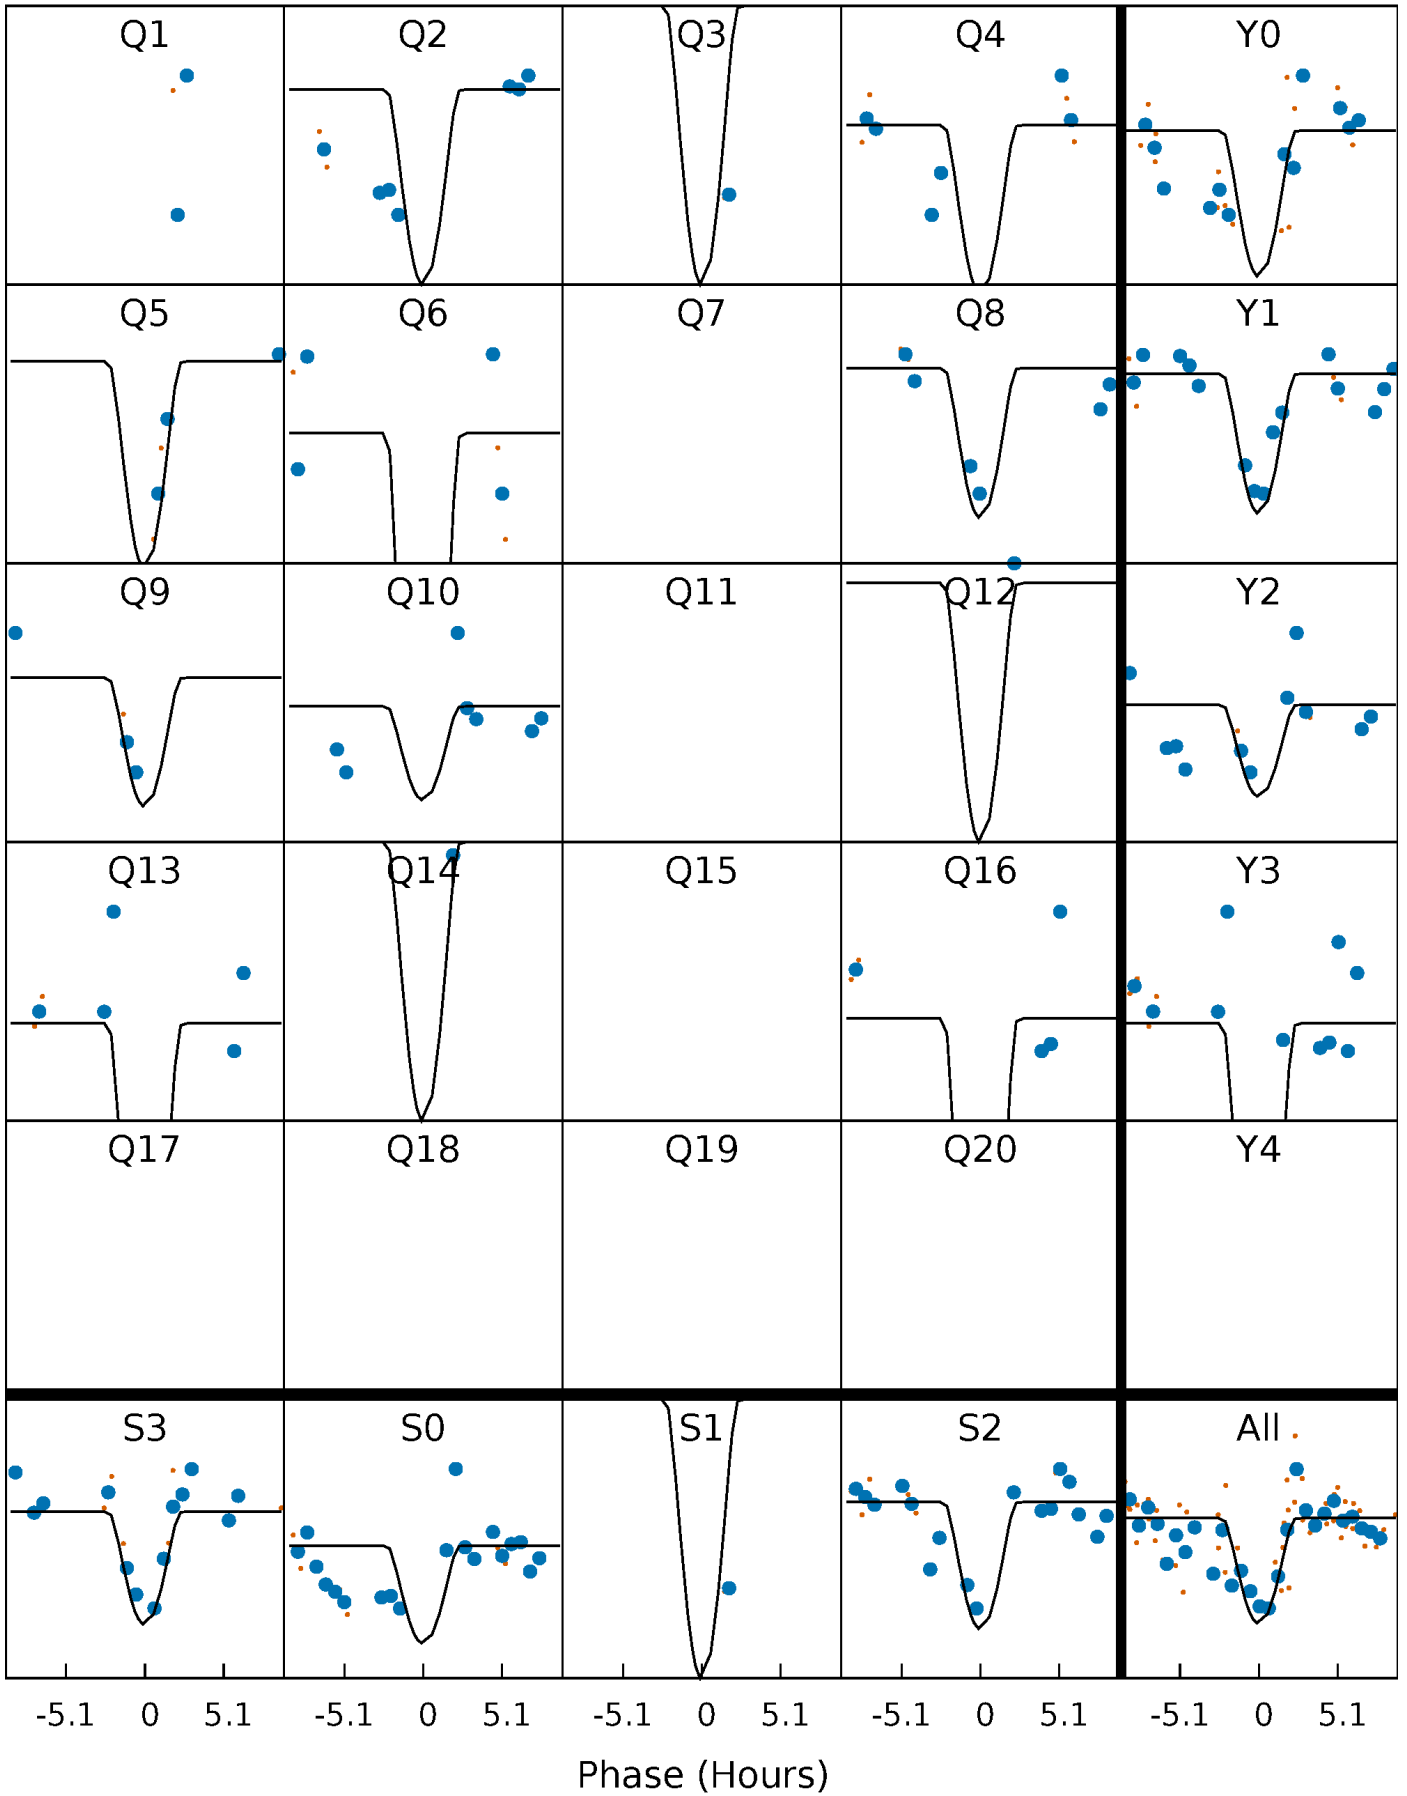 Q1 Q2 Q3 Q4 Y0
Q5 Q6 Q7 Q8 Y1
Q9 Q10 Q11 Q12 Y2
Q13 Q14 Q15 Q16 Y3
Q17 Q18 Q19 Q20 Y4
S3 S0 S1 S2 All
-5.1 0 5.1 -5.1 0 5.1 -5.1 0 5.1 -5.1 0 5.1 -5.1 0 5.1
Phase (Hours)